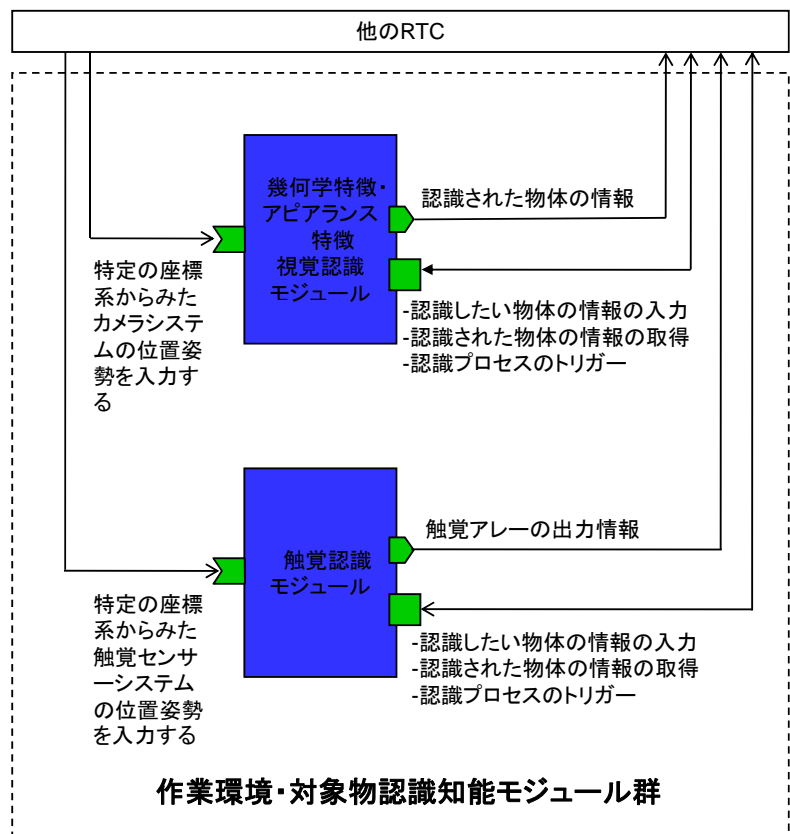 他のRTC
幾何学特徴・
アピアランス
特徴
視覚認識
モジュール
認識された物体の情報
特定の座標
系からみた
カメラシステ
ムの位置姿
勢を入力す
る
-認識したい物体の情報の入力
-認識された物体の情報の取得
-認識プロセスのトリガー
触覚認識
モジュール
触覚アレーの出力情報
特定の座標
系からみた
触覚センサ
ーシステム
の位置姿勢
を入力する
-認識したい物体の情報の入力
-認識された物体の情報の取得
-認識プロセスのトリガー
作業環境・対象物認識知能モジュール群